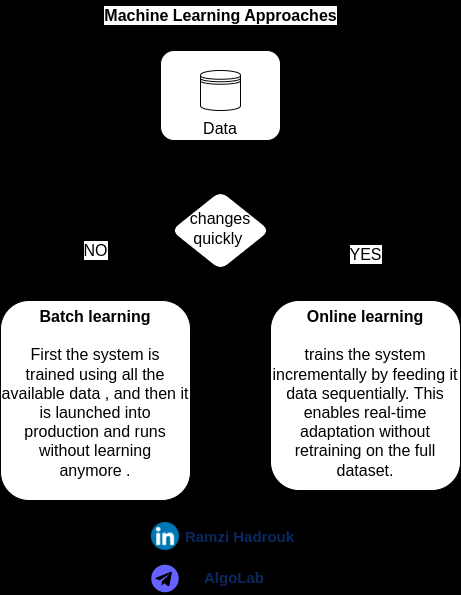 Machine Learning Approaches
Data
changes
quickly
NO
YES
Batch learning
First the system is
trained using all the
available data , and then it
is launched into
production and runs
without learning
anymore .
Online learning
trains the system
incrementally by feeding it
data sequentially. This
enables real-time
adaptation without
retraining on the full
dataset.
in
Ramzi Hadrouk
AlgoLab